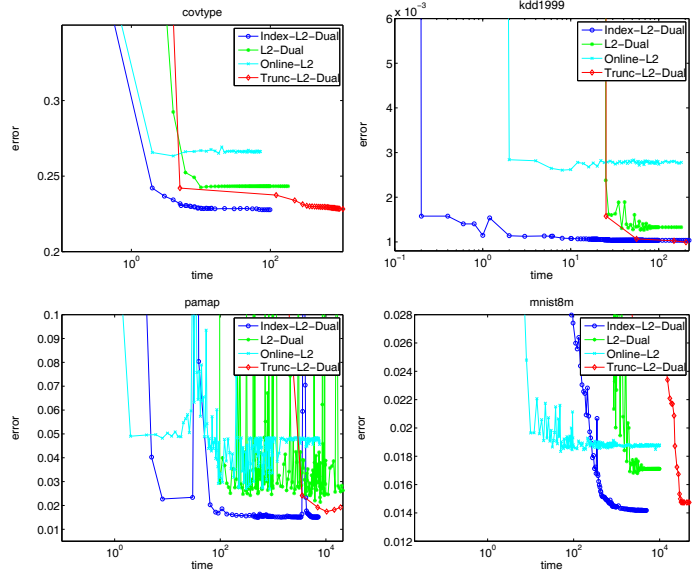 covtype
Index-L2-Dual
L2-Dual
Online-L2
Trunc-L2-Dual
error
0.3
0.25
0.2
10^0
10^2
time
kdd1999
6 x 10^-3
Index-L2-Dual
L2-Dual
Online-L2
Trunc-L2-Dual
error
5
4
3
2
1
10^-1
10^0
10^1
10^2
time
pamap
Index-L2-Dual
L2-Dual
Online-L2
Trunc-L2-Dual
error
0.1
0.09
0.08
0.07
0.06
0.05
0.04
0.03
0.02
0.01
10^0
10^2
10^4
time
mnist8m
Index-L2-Dual
L2-Dual
Online-L2
Trunc-L2-Dual
error
0.028
0.026
0.024
0.022
0.02
0.018
0.016
0.014
0.012
10^0
10^2
10^4
time